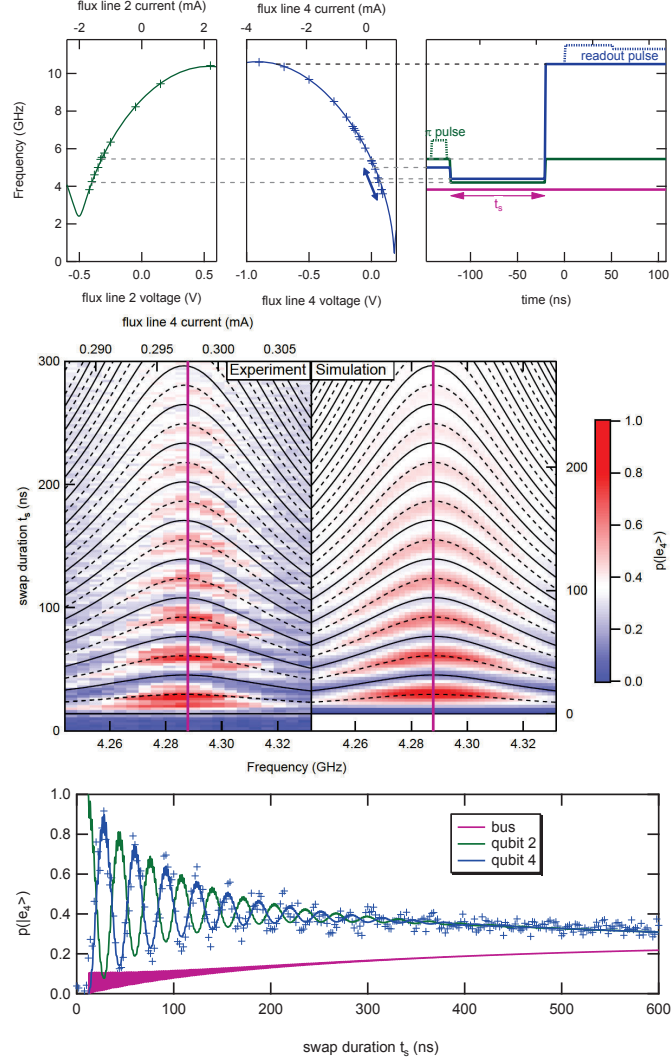 flux line 2 current (mA)
-2 0 2
flux line 4 current (mA)
-4 -2 0
Frequency (GHz)
10
8
6
4
2
0
π pulse
readout pulse
t_s
-0.5 0.0 0.5
-1.0 -0.5 0.0
-100 -50 0 50 100
flux line 2 voltage (V)
flux line 4 voltage (V)
time (ns)
flux line 4 current (mA)
0.290 0.295 0.300 0.305
Experiment
Simulation
swap duration t_s (ns)
300
200
100
0
200
100
0
1.0
0.8
0.6
0.4
0.2
0.0
p(|e₄>)
4.26 4.28 4.30 4.32
4.26 4.28 4.30 4.32
Frequency (GHz)
p(|e₄>)
1.0
0.8
0.6
0.4
0.2
0.0
bus
qubit 2
qubit 4
0 100 200 300 400 500 600
swap duration t_s (ns)